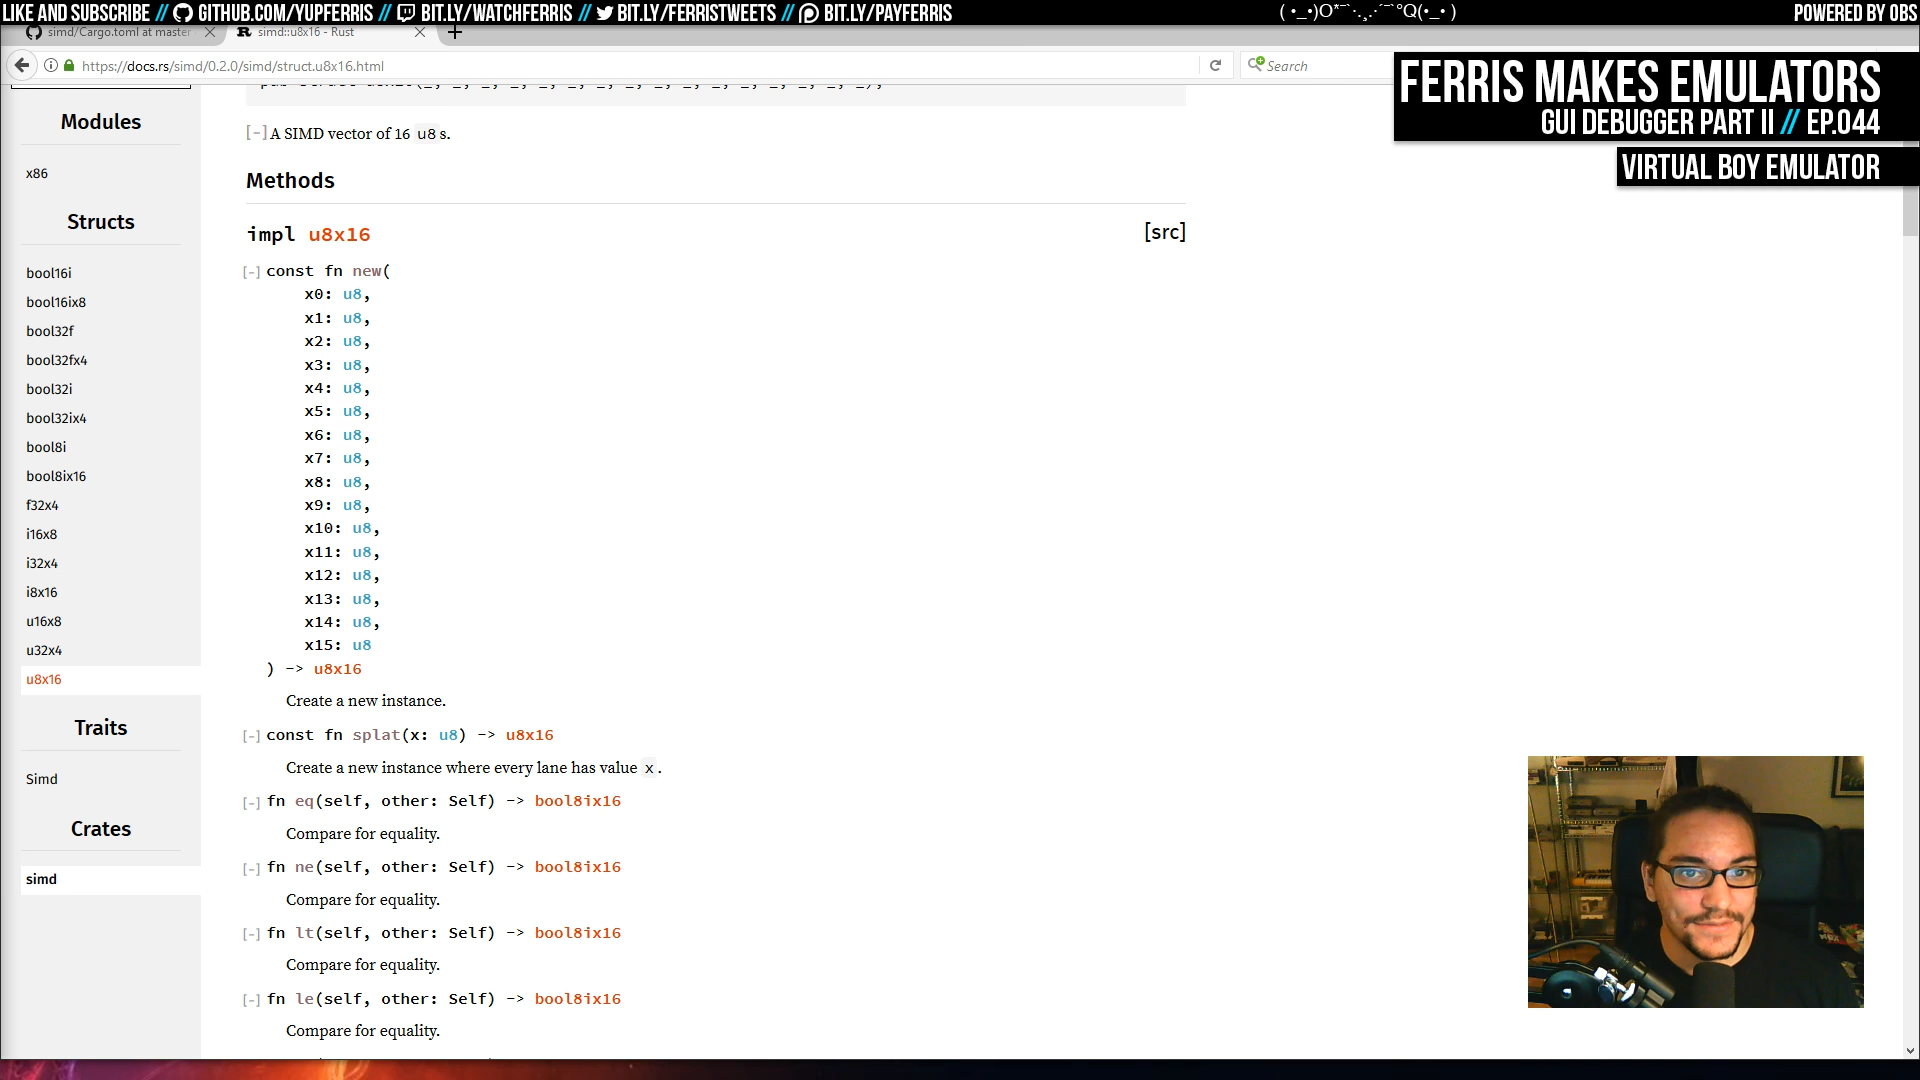 LIKE AND SUBSCRIBE // GITHUB.COM/YUPFERRIS // BIT.LY/WATCHFERRIS // BIT.LY/FERRISTWEETS // BIT.LY/PAYFERRIS
( •_•)O*¯`·.¸.·´¯`°Q(•_• )
POWERED BY OBS
simd/Cargo.toml at master
simd::u8x16 - Rust
https://docs.rs/simd/0.2.0/simd/struct.u8x16.html
Search
FERRIS MAKES EMULATORS
GUI DEBUGGER PART II // EP.044
VIRTUAL BOY EMULATOR
Modules
x86
Structs
bool16i
bool16ix8
bool32f
bool32fx4
bool32i
bool32ix4
bool8i
bool8ix16
f32x4
i16x8
i32x4
i8x16
u16x8
u32x4
u8x16
Traits
Simd
Crates
simd
[-] A SIMD vector of 16 u8s.
Methods
impl u8x16
[src]
[-] const fn new(
x0: u8,
x1: u8,
x2: u8,
x3: u8,
x4: u8,
x5: u8,
x6: u8,
x7: u8,
x8: u8,
x9: u8,
x10: u8,
x11: u8,
x12: u8,
x13: u8,
x14: u8,
x15: u8
) -> u8x16
Create a new instance.
[-] const fn splat(x: u8) -> u8x16
Create a new instance where every lane has value x.
[-] fn eq(self, other: Self) -> bool8ix16
Compare for equality.
[-] fn ne(self, other: Self) -> bool8ix16
Compare for equality.
[-] fn lt(self, other: Self) -> bool8ix16
Compare for equality.
[-] fn le(self, other: Self) -> bool8ix16
Compare for equality.